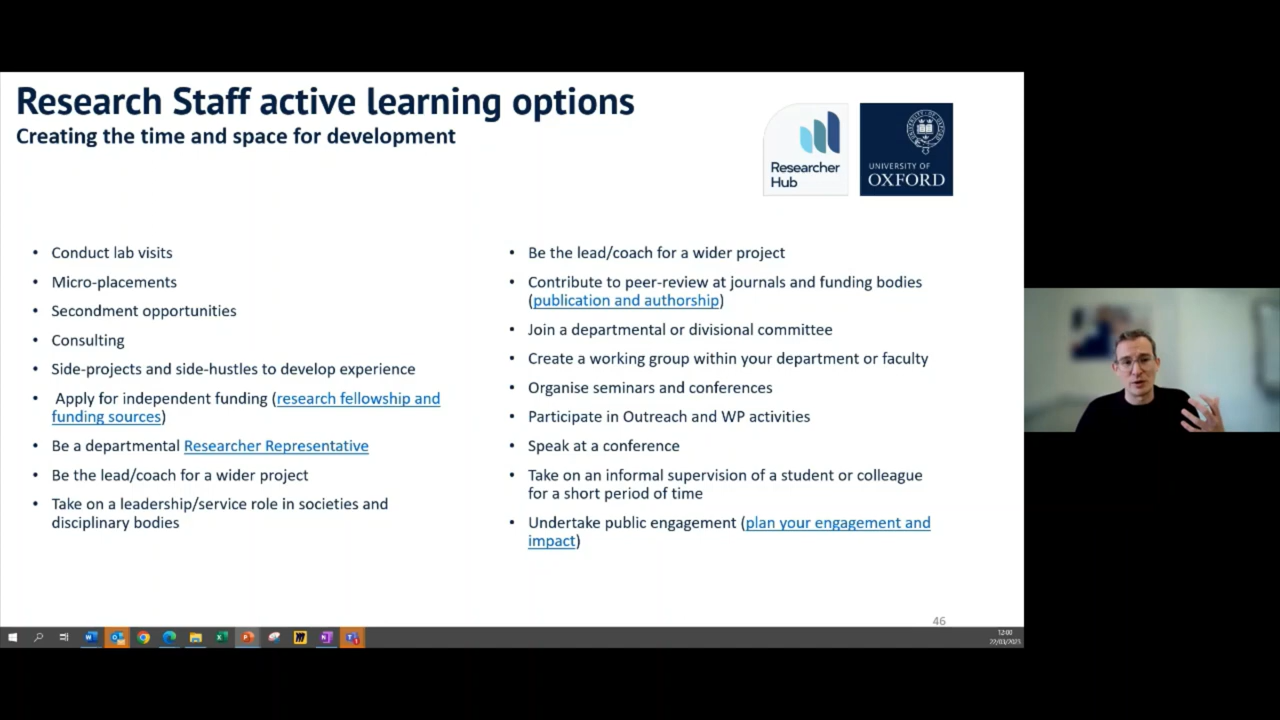 Research Staff active learning options
Creating the time and space for development
Researcher
Hub
UNIVERSITY OF
OXFORD
• Conduct lab visits
• Micro-placements
• Secondment opportunities
• Consulting
• Side-projects and side-hustles to develop experience
• Apply for independent funding (research fellowship and
funding sources)
• Be a departmental Researcher Representative
• Be the lead/coach for a wider project
• Take on a leadership/service role in societies and
disciplinary bodies
• Be the lead/coach for a wider project
• Contribute to peer-review at journals and funding bodies
(publication and authorship)
• Join a departmental or divisional committee
• Create a working group within your department or faculty
• Organise seminars and conferences
• Participate in Outreach and WP activities
• Speak at a conference
• Take on an informal supervision of a student or colleague
for a short period of time
• Undertake public engagement (plan your engagement and
impact)
46
12:00